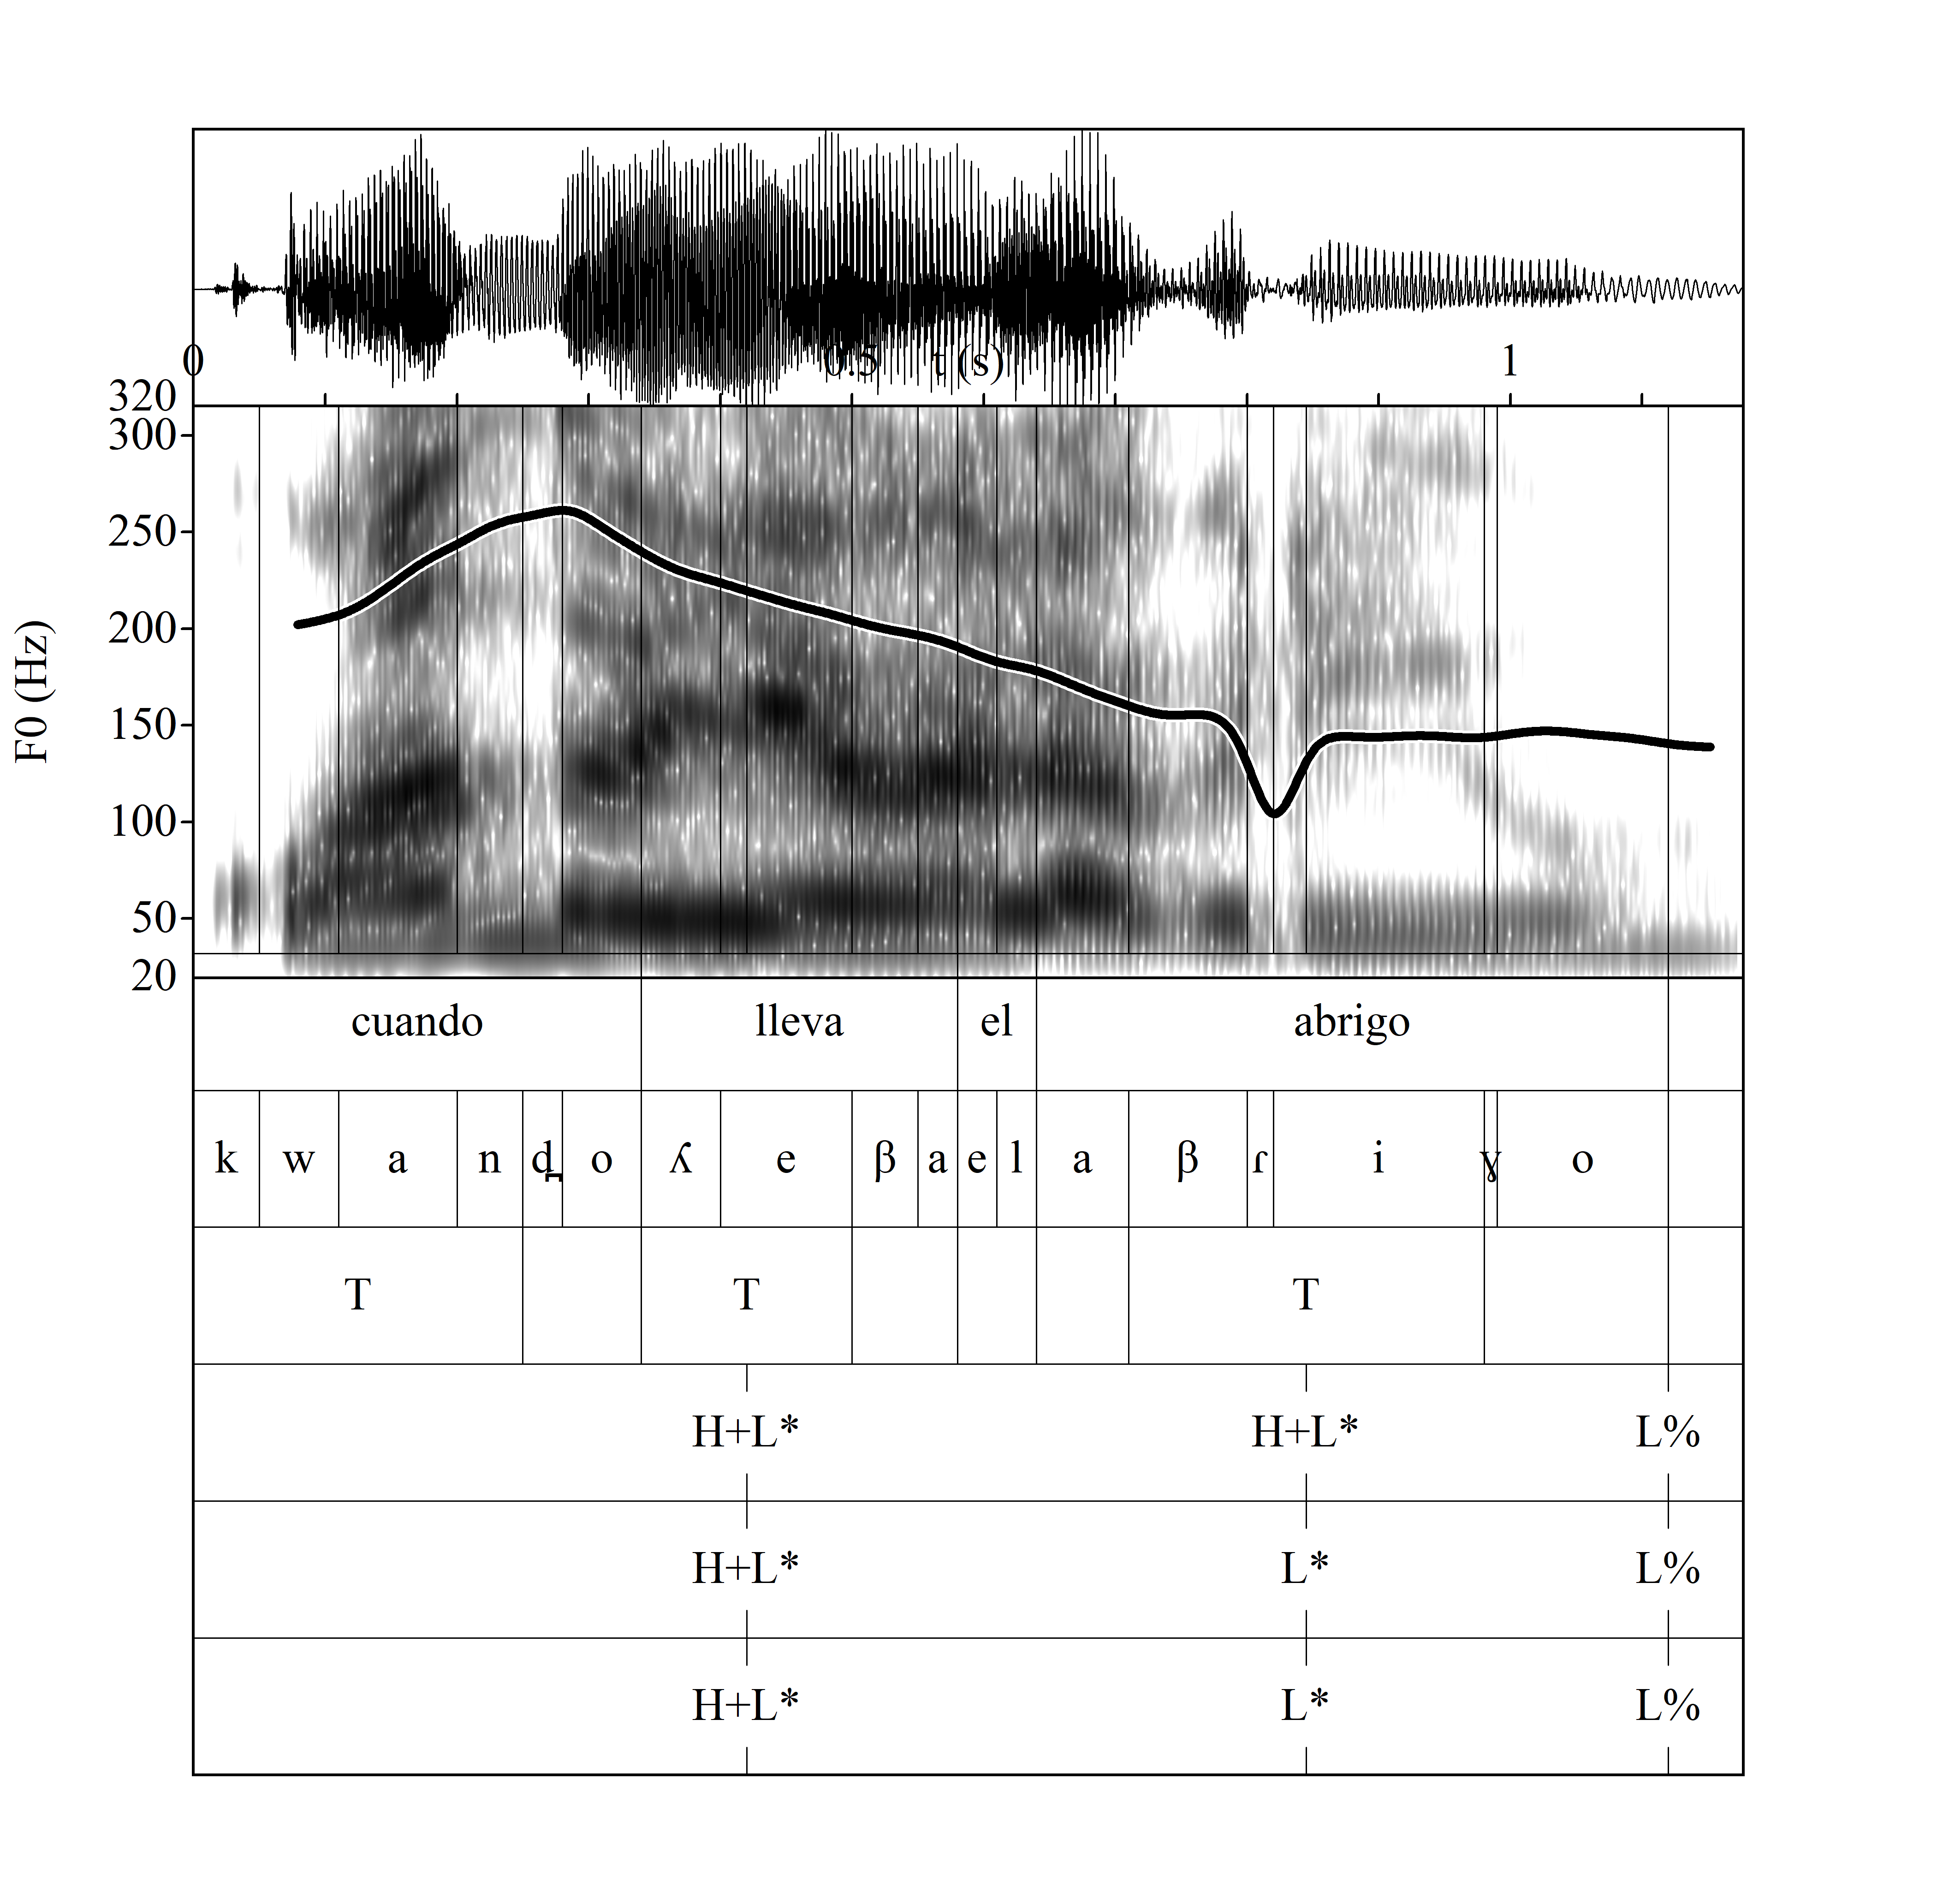 0 0.5 t (s) 1
320
300
250
200
150
100
50
20
F0 (Hz)
cuando lleva el abrigo
k w a n d̪ o ʎ e β a e l a β ɾ i ɣ o
T T T
H+L* H+L* L%
H+L* L* L%
H+L* L* L%